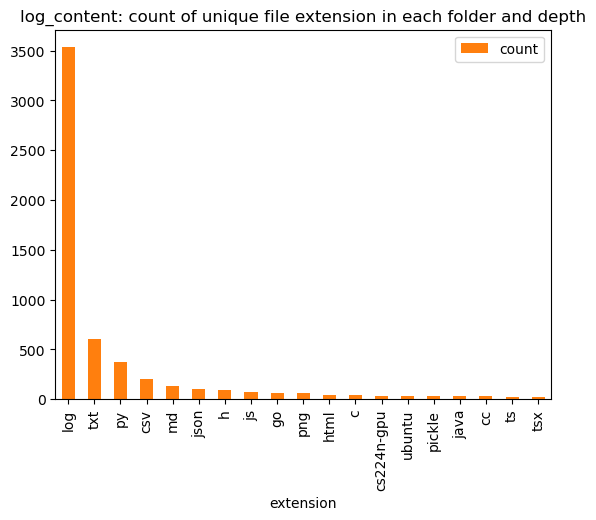 log_content: count of unique file extension in each folder and depth
count
3500
3000
2500
2000
1500
1000
500
0
log
txt
py
csv
md
json
h
js
go
png
html
c
cs224n-gpu
ubuntu
pickle
java
cc
ts
tsx
extension